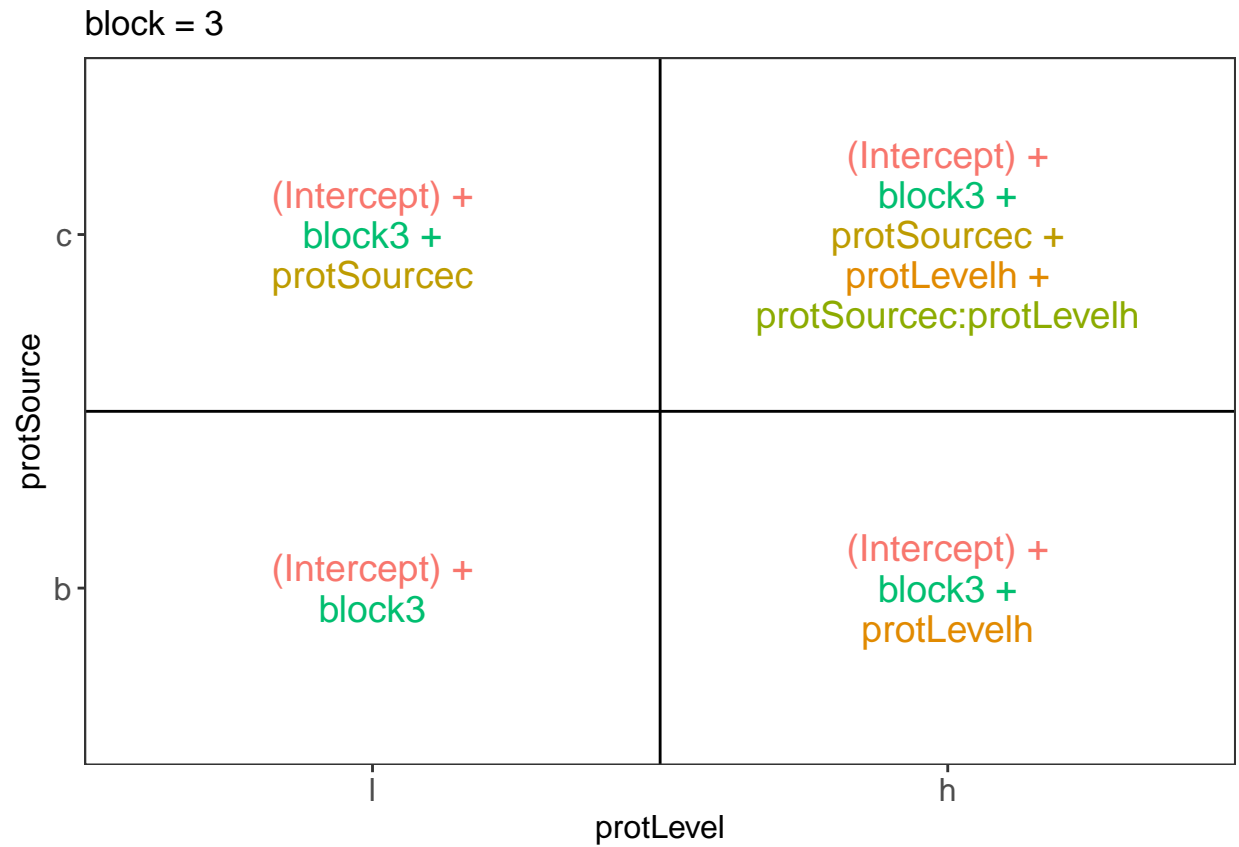 block = 3
protSource
c
(Intercept) +
block3 +
protSourcec
(Intercept) +
block3 +
protSourcec +
protLevelh +
protSourcec:protLevelh
b
(Intercept) +
block3
(Intercept) +
block3 +
protLevelh
l
h
protLevel